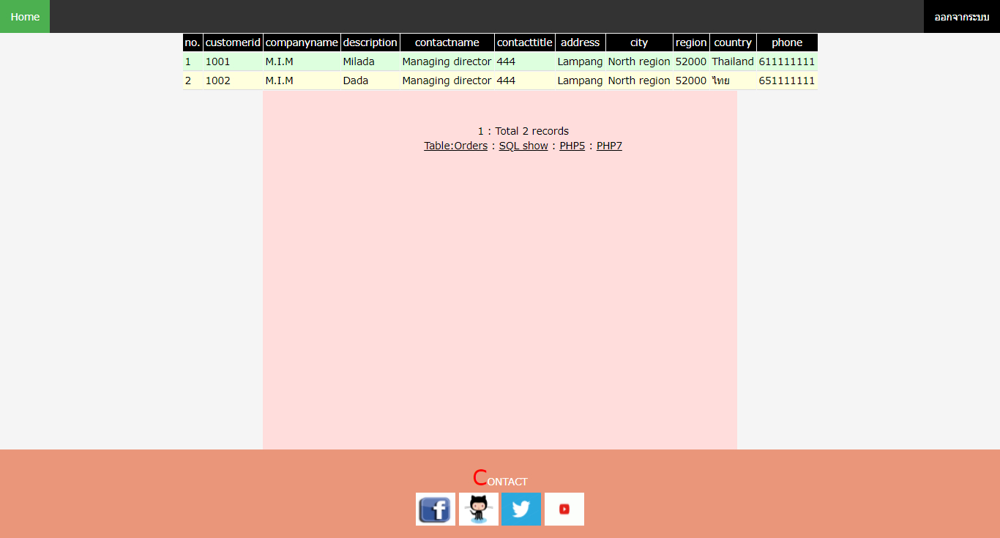 Home ออกจากระบบ
no. customerid companyname description contactname contacttitle address city region country phone
1 1001 M.I.M Milada Managing director 444 Lampang North region 52000 Thailand 611111111
2 1002 M.I.M Dada Managing director 444 Lampang North region 52000 ไทย 651111111
1 : Total 2 records
Table:Orders : SQL show : PHP5 : PHP7
CONTACT